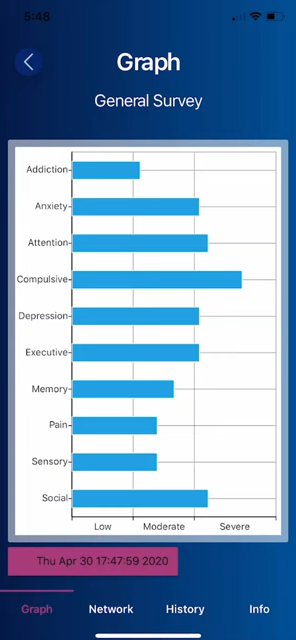 5:48
Graph
General Survey
Addiction
Anxiety
Attention
Compulsive
Depression
Executive
Memory
Pain
Sensory
Social
Low Moderate Severe
Thu Apr 30 17:47:59 2020
Graph Network History Info